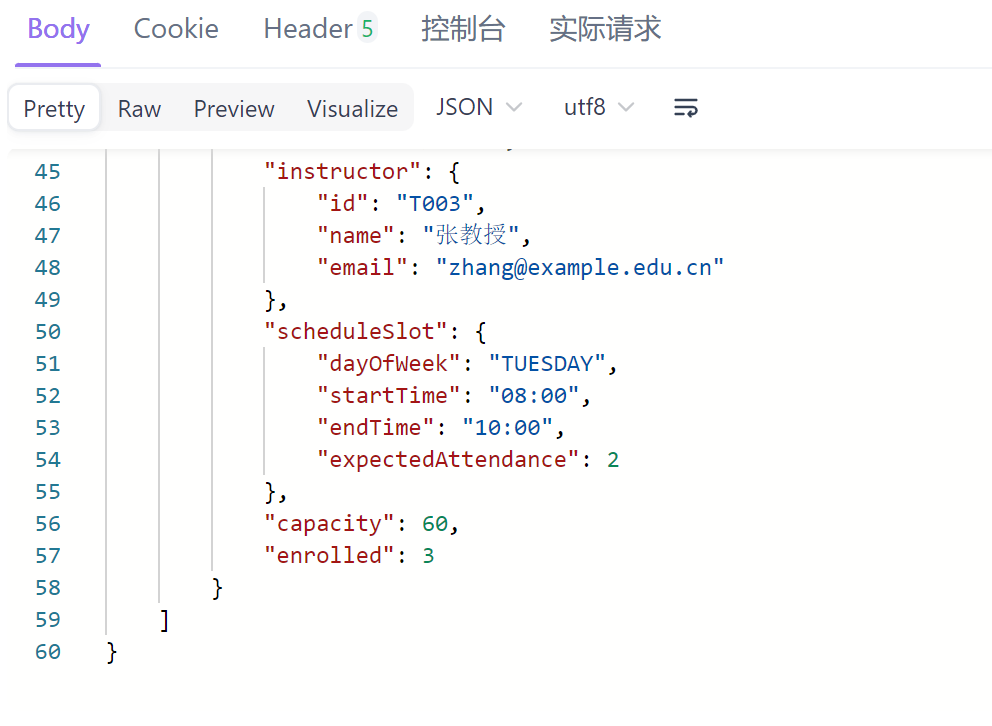 Body Cookie Header 5 控制台 实际请求
Pretty Raw Preview Visualize JSON utf8
45 "instructor": {
46 "id": "T003",
47 "name": "张教授",
48 "email": "zhang@example.edu.cn"
49 },
50 "scheduleSlot": {
51 "dayOfWeek": "TUESDAY",
52 "startTime": "08:00",
53 "endTime": "10:00",
54 "expectedAttendance": 2
55 },
56 "capacity": 60,
57 "enrolled": 3
58 }
59 ]
60 }